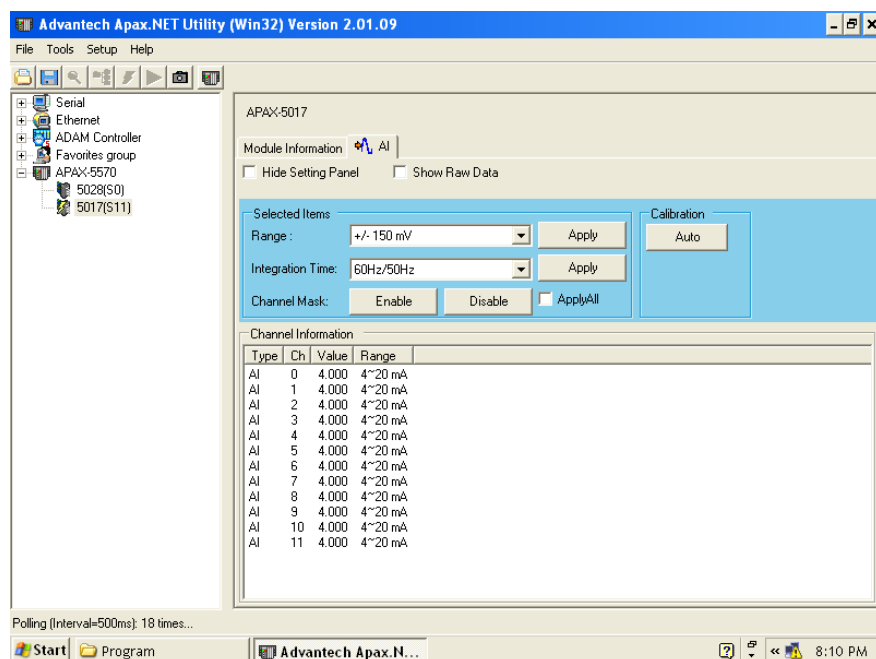 Advantech Apax.NET Utility (Win32) Version 2.01.09
File Tools Setup Help
Serial
Ethernet
ADAM Controller
Favorites group
APAX-5570
5028(S0)
5017(S11)
APAX-5017
Module Information AI
Hide Setting Panel Show Raw Data
Selected Items
Range : +/- 150 mV Apply
Integration Time: 60Hz/50Hz Apply
Channel Mask: Enable Disable ApplyAll
Calibration
Auto
Channel Information
Type Ch Value Range
AI 0 4.000 4~20 mA
AI 1 4.000 4~20 mA
AI 2 4.000 4~20 mA
AI 3 4.000 4~20 mA
AI 4 4.000 4~20 mA
AI 5 4.000 4~20 mA
AI 6 4.000 4~20 mA
AI 7 4.000 4~20 mA
AI 8 4.000 4~20 mA
AI 9 4.000 4~20 mA
AI 10 4.000 4~20 mA
AI 11 4.000 4~20 mA
Polling (Interval=500ms): 18 times...
Start Program Advantech Apax.N... 8:10 PM